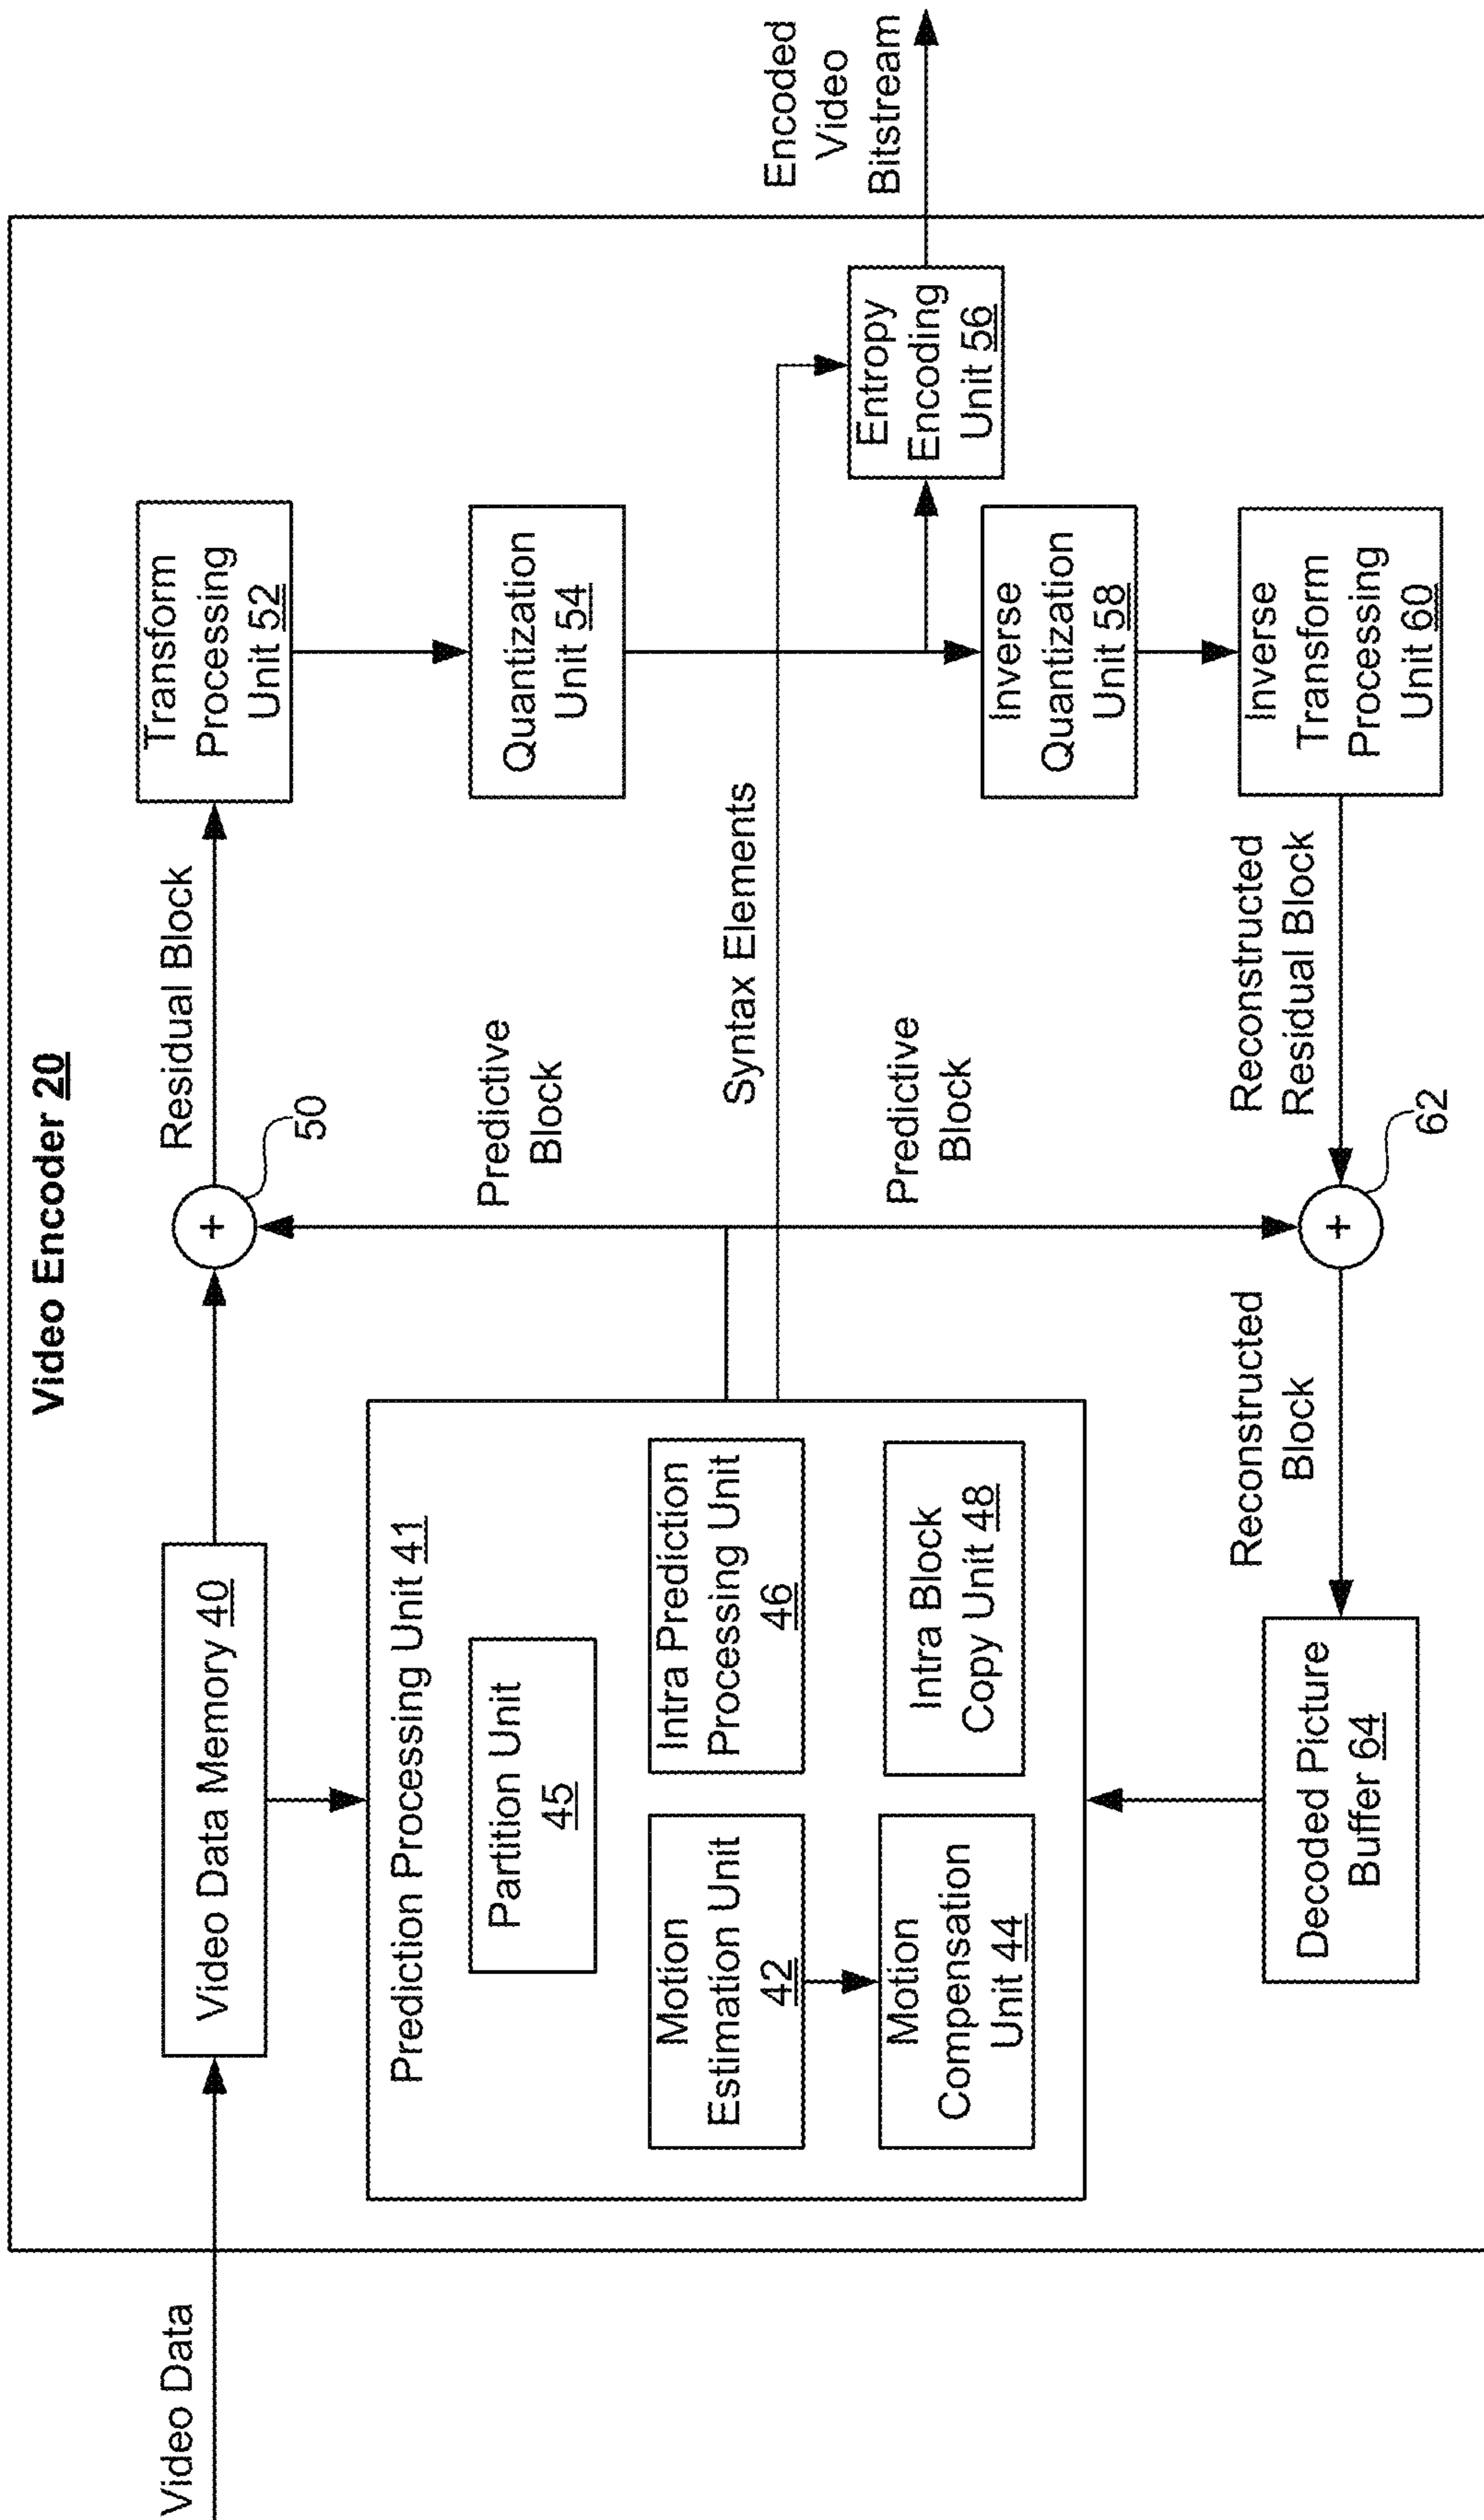 Video Encoder 20
Video Data
Video Data Memory 40
Residual Block
50
Transform
Processing
Unit 52
Prediction Processing Unit 41
Partition Unit
45
Motion
Estimation Unit
42
Intra Prediction
Processing Unit
46
Motion
Compensation
Unit 44
Intra Block
Copy Unit 48
Predictive
Block
Quantization
Unit 54
Syntax Elements
Predictive
Block
Entropy
Encoding
Unit 56
Encoded
Video
Bitstream
Inverse
Quantization
Unit 58
Decoded Picture
Buffer 64
Reconstructed
Block
62
Reconstructed
Residual Block
Inverse
Transform
Processing
Unit 60
+
+